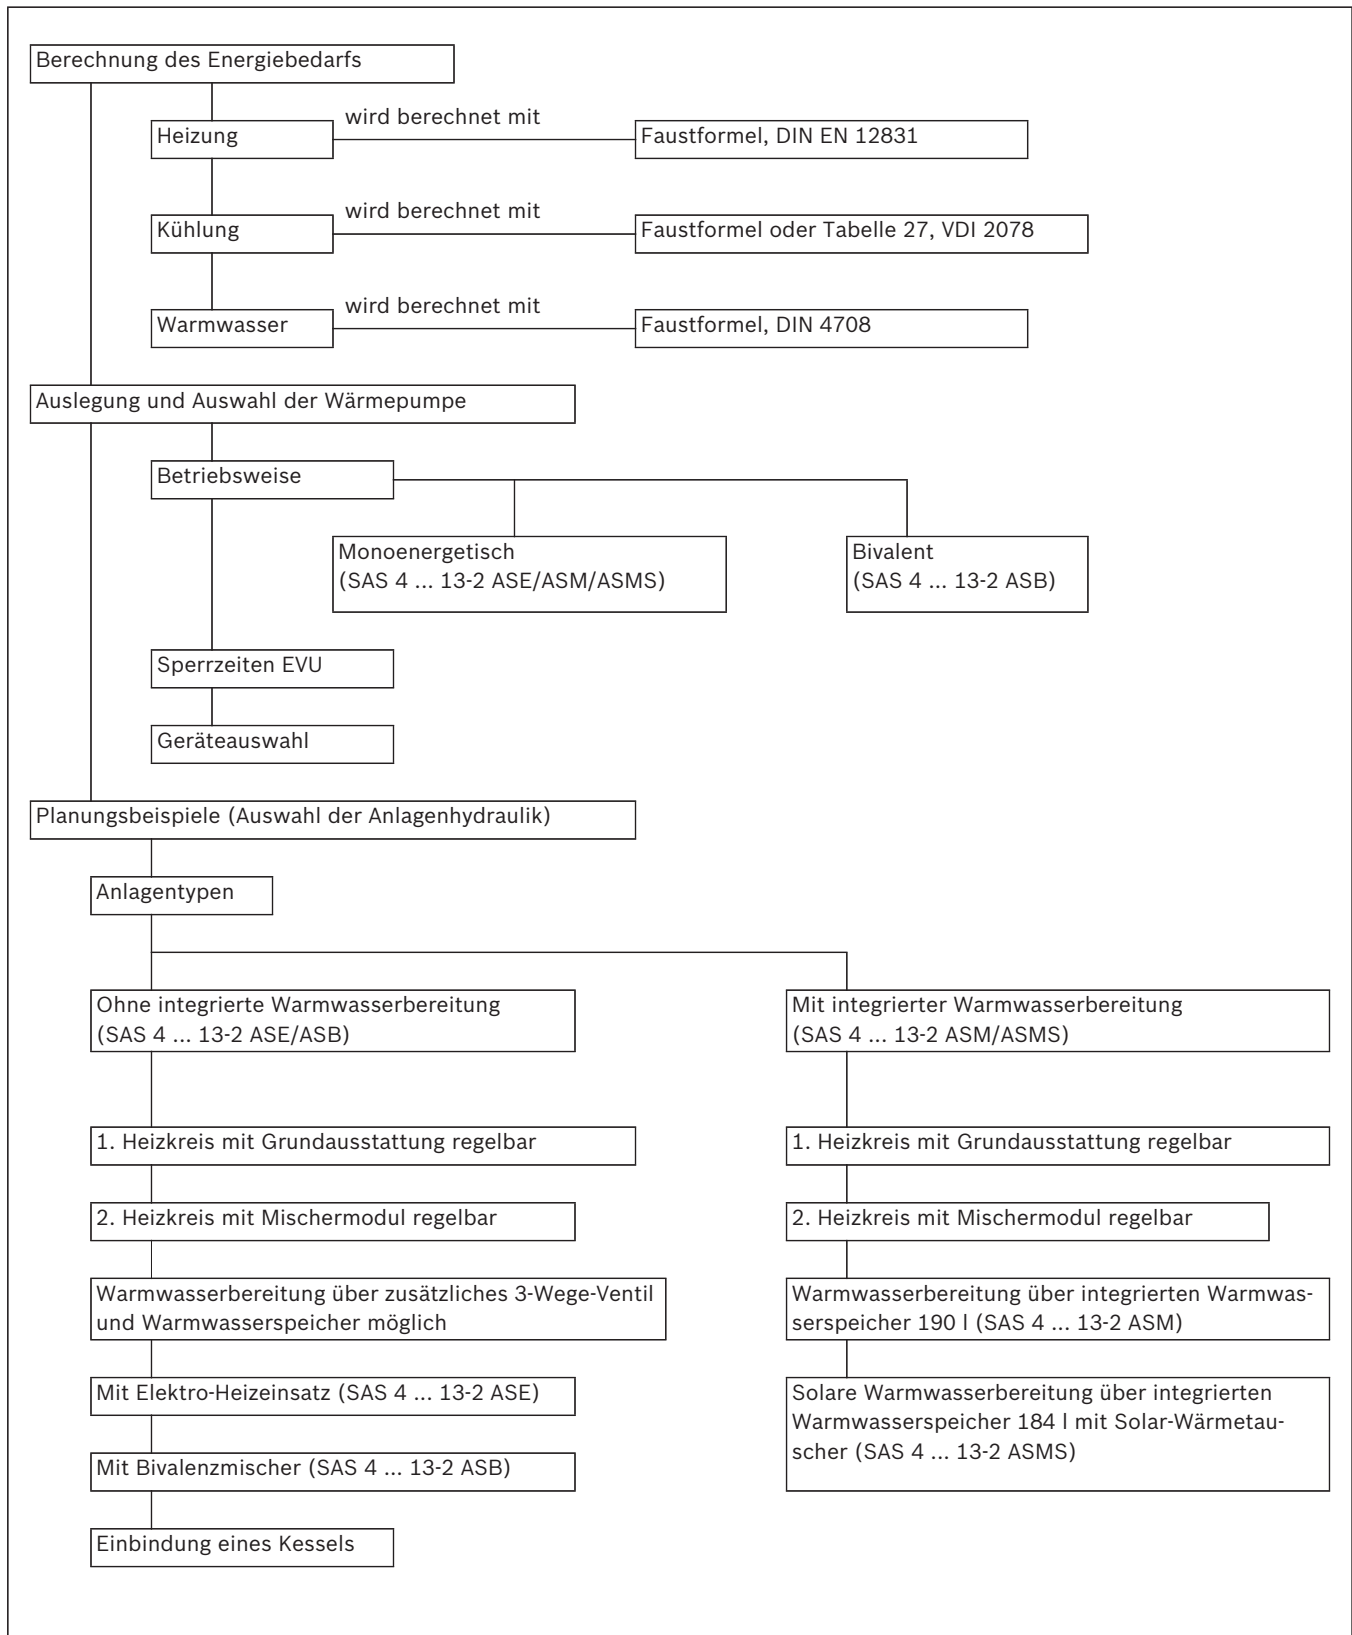 Berechnung des Energiebedarfs
Heizung
wird berechnet mit
Faustformel, DIN EN 12831
Kühlung
wird berechnet mit
Faustformel oder Tabelle 27, VDI 2078
Warmwasser
wird berechnet mit
Faustformel, DIN 4708
Auslegung und Auswahl der Wärmepumpe
Betriebsweise
Monoenergetisch
(SAS 4 ... 13-2 ASE/ASM/ASMS)
Bivalent
(SAS 4 ... 13-2 ASB)
Sperrzeiten EVU
Geräteauswahl
Planungsbeispiele (Auswahl der Anlagenhydraulik)
Anlagentypen
Ohne integrierte Warmwasserbereitung
(SAS 4 ... 13-2 ASE/ASB)
1. Heizkreis mit Grundausstattung regelbar
2. Heizkreis mit Mischermodul regelbar
Warmwasserbereitung über zusätzliches 3-Wege-Ventil
und Warmwasserspeicher möglich
Mit Elektro-Heizeinsatz (SAS 4 ... 13-2 ASE)
Mit Bivalenzmischer (SAS 4 ... 13-2 ASB)
Einbindung eines Kessels
Mit integrierter Warmwasserbereitung
(SAS 4 ... 13-2 ASM/ASMS)
1. Heizkreis mit Grundausstattung regelbar
2. Heizkreis mit Mischermodul regelbar
Warmwasserbereitung über integrierten Warmwas-
serspeicher 190 l (SAS 4 ... 13-2 ASM)
Solare Warmwasserbereitung über integrierten
Warmwasserspeicher 184 l mit Solar-Wärmetau-
scher (SAS 4 ... 13-2 ASMS)